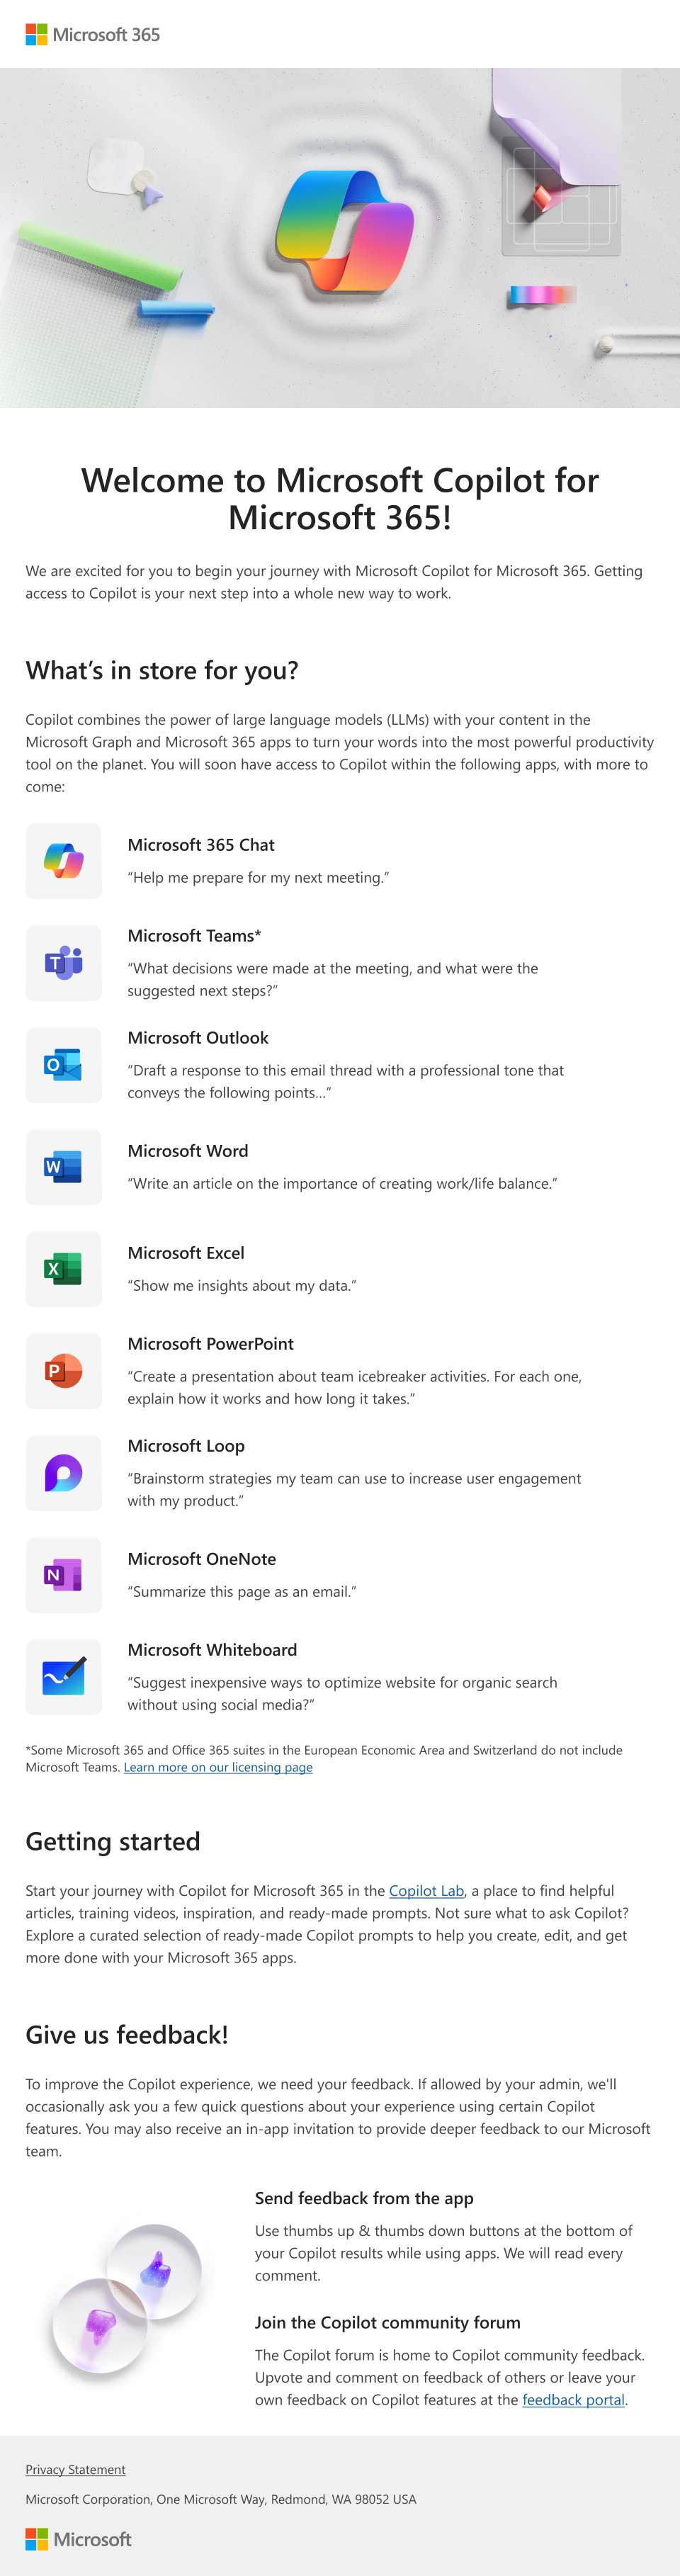 Microsoft 365
Welcome to Microsoft Copilot for
Microsoft 365!
We are excited for you to begin your journey with Microsoft Copilot for Microsoft 365. Getting
access to Copilot is your next step into a whole new way to work.
What’s in store for you?
Copilot combines the power of large language models (LLMs) with your content in the
Microsoft Graph and Microsoft 365 apps to turn your words into the most powerful productivity
tool on the planet. You will soon have access to Copilot within the following apps, with more to
come:
Microsoft 365 Chat
“Help me prepare for my next meeting.”
T
Microsoft Teams*
“What decisions were made at the meeting, and what were the
suggested next steps?”
O
Microsoft Outlook
“Draft a response to this email thread with a professional tone that
conveys the following points...”
W
Microsoft Word
“Write an article on the importance of creating work/life balance.”
X
Microsoft Excel
“Show me insights about my data.”
P
Microsoft PowerPoint
“Create a presentation about team icebreaker activities. For each one,
explain how it works and how long it takes.”
Microsoft Loop
“Brainstorm strategies my team can use to increase user engagement
with my product.”
N
Microsoft OneNote
“Summarize this page as an email.”
Microsoft Whiteboard
“Suggest inexpensive ways to optimize website for organic search
without using social media?”
*Some Microsoft 365 and Office 365 suites in the European Economic Area and Switzerland do not include
Microsoft Teams. Learn more on our licensing page
Getting started
Start your journey with Copilot for Microsoft 365 in the Copilot Lab, a place to find helpful
articles, training videos, inspiration, and ready-made prompts. Not sure what to ask Copilot?
Explore a curated selection of ready-made Copilot prompts to help you create, edit, and get
more done with your Microsoft 365 apps.
Give us feedback!
To improve the Copilot experience, we need your feedback. If allowed by your admin, we'll
occasionally ask you a few quick questions about your experience using certain Copilot
features. You may also receive an in-app invitation to provide deeper feedback to our Microsoft
team.
Send feedback from the app
Use thumbs up & thumbs down buttons at the bottom of
your Copilot results while using apps. We will read every
comment.
Join the Copilot community forum
The Copilot forum is home to Copilot community feedback.
Upvote and comment on feedback of others or leave your
own feedback on Copilot features at the feedback portal.
Privacy Statement
Microsoft Corporation, One Microsoft Way, Redmond, WA 98052 USA
Microsoft